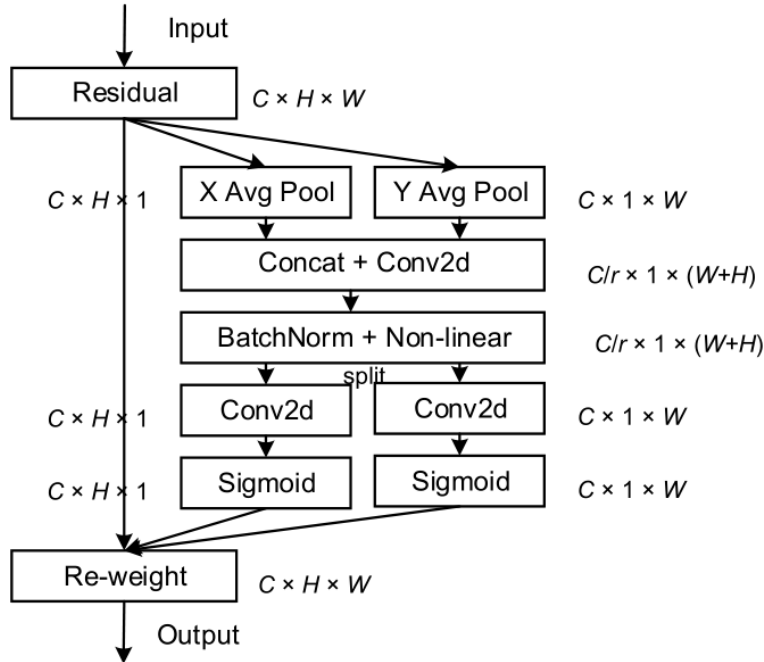 Input
Residual
C × H × W
C × H × 1
X Avg Pool
Y Avg Pool
C × 1 × W
Concat + Conv2d
C/r × 1 × (W+H)
BatchNorm + Non-linear
C/r × 1 × (W+H)
split
C × H × 1
Conv2d
Conv2d
C × 1 × W
C × H × 1
Sigmoid
Sigmoid
C × 1 × W
Re-weight
C × H × W
Output